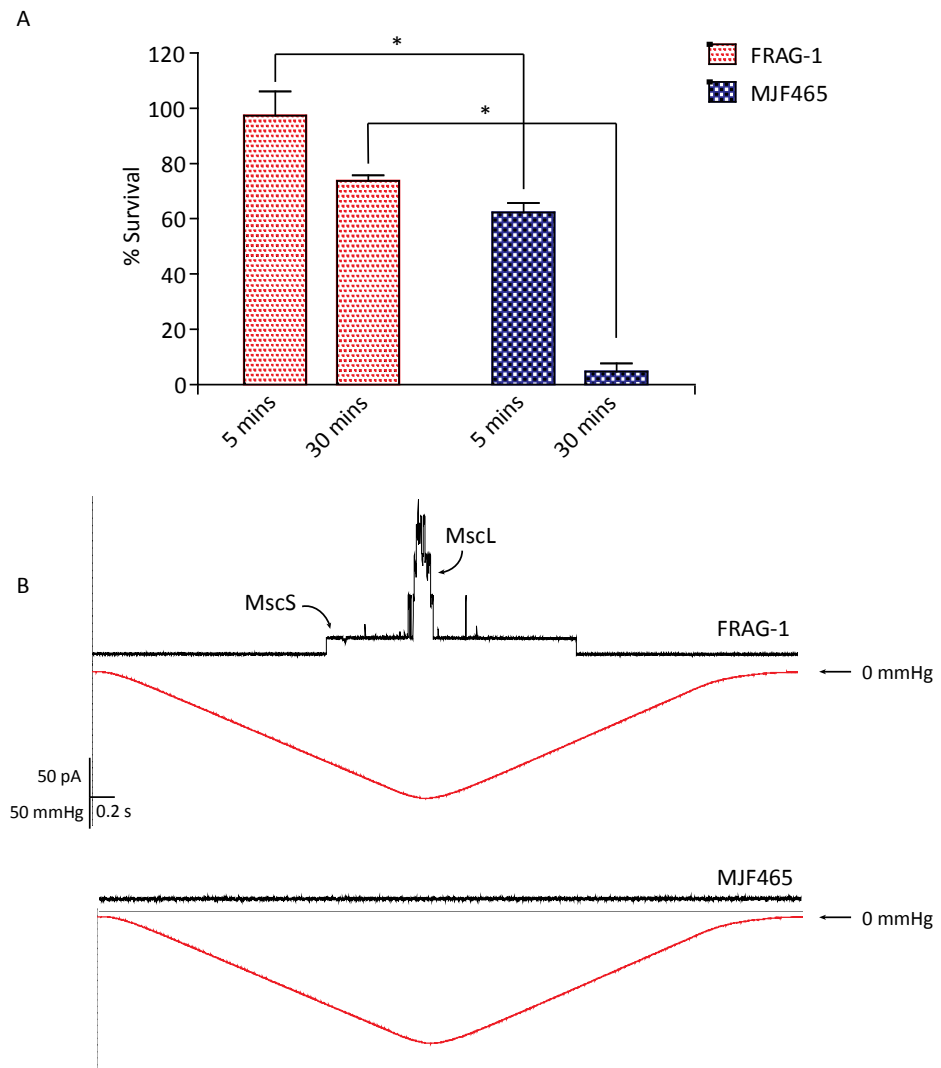 A
*
*
120
100
80
60
40
20
0
% Survival
5 mins
30 mins
5 mins
30 mins
FRAG-1
MJF465
B
MscS
MscL
FRAG-1
0 mmHg
50 pA
50 mmHg
0.2 s
MJF465
0 mmHg